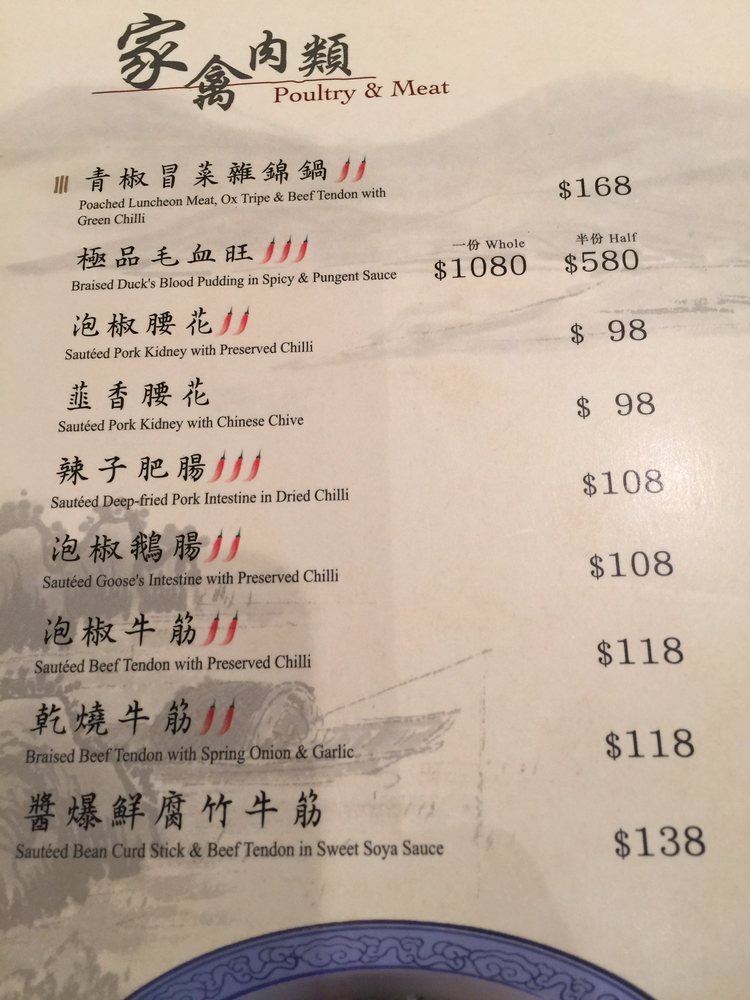 家禽肉類
Poultry & Meat
青椒冒菜雜錦鍋
$168
Poached Luncheon Meat, Ox Tripe & Beef Tendon with
Green Chilli
一份 Whole 半份 Half
極品毛血旺
$1080 $580
Braised Duck's Blood Pudding in Spicy & Pungent Sauce
泡椒腰花
$ 98
Sautéed Pork Kidney with Preserved Chilli
韮香腰花
$ 98
Sautéed Pork Kidney with Chinese Chive
辣子肥腸
$108
Sautéed Deep-fried Pork Intestine in Dried Chilli
泡椒鵝腸
$108
Sautéed Goose's Intestine with Preserved Chilli
泡椒牛筋
$118
Sautéed Beef Tendon with Preserved Chilli
乾燒牛筋
$118
Braised Beef Tendon with Spring Onion & Garlic
醬爆鮮腐竹牛筋
$138
Sautéed Bean Curd Stick & Beef Tendon in Sweet Soya Sauce